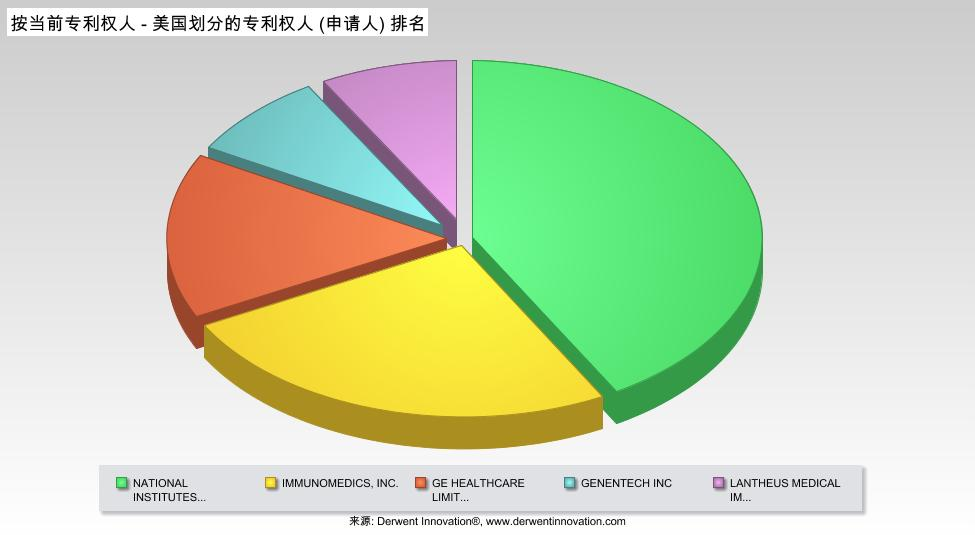 按当前专利权人 - 美国划分的专利权人 (申请人) 排名
NATIONAL
INSTITUTES...
IMMUNOMEDICS, INC.
GE HEALTHCARE
LIMIT...
GENENTECH INC
LANTHEUS MEDICAL
IM...
来源: Derwent Innovation®, www.derwentinnovation.com